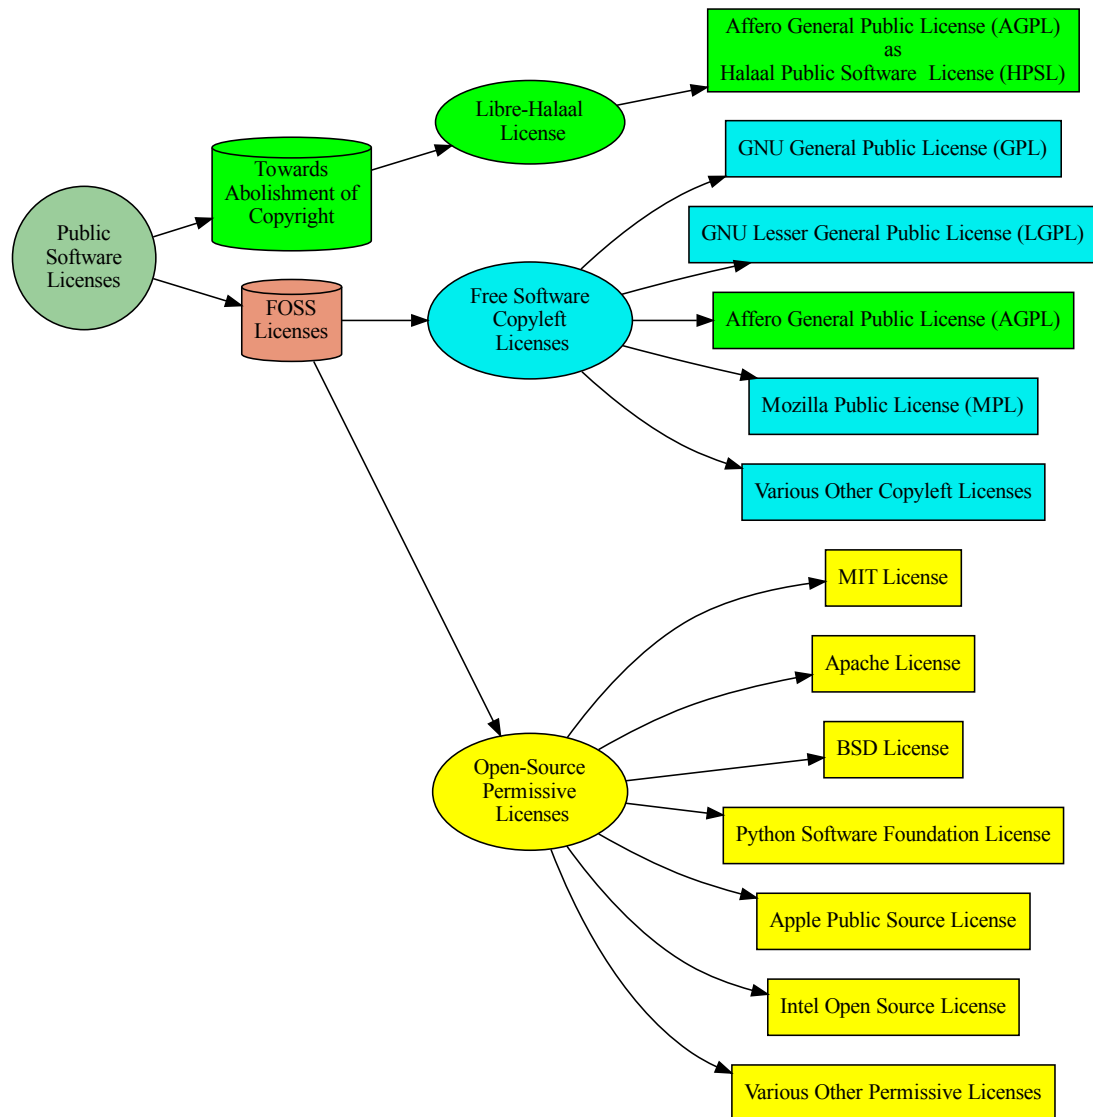 Public
Software
Licenses
Towards
Abolishment of
Copyright
FOSS
Licenses
Libre-Halaal
License
Free Software
Copyleft
Licenses
Open-Source
Permissive
Licenses
Affero General Public License (AGPL)
as
Halaal Public Software  License (HPSL)
GNU General Public License (GPL)
GNU Lesser General Public License (LGPL)
Affero General Public License (AGPL)
Mozilla Public License (MPL)
Various Other Copyleft Licenses
MIT License
Apache License
BSD License
Python Software Foundation License
Apple Public Source License
Intel Open Source License
Various Other Permissive Licenses